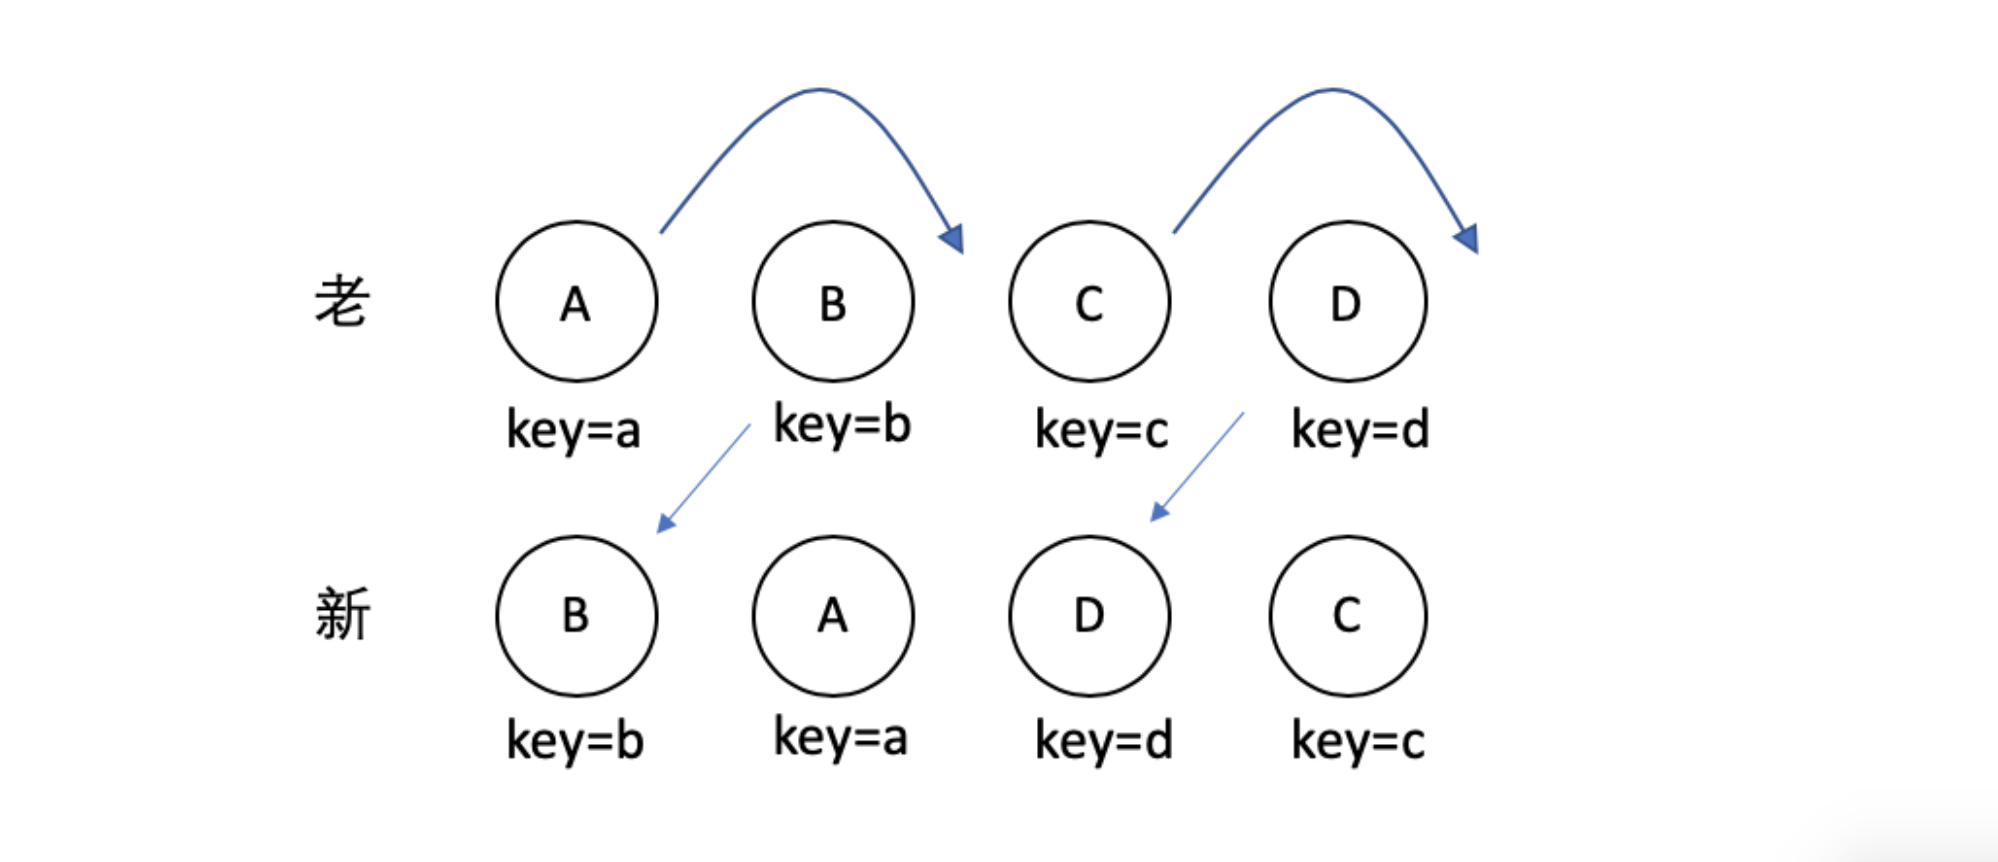 老 A B C D
key=a key=b key=c key=d
新 B A D C
key=b key=a key=d key=c